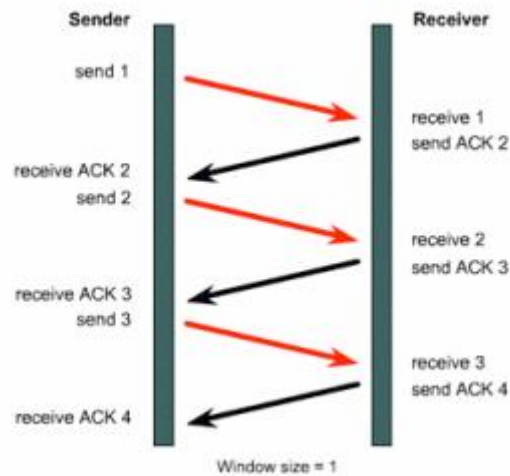 Sender
Receiver
send 1
receive 1
send ACK 2
receive ACK 2
send 2
receive 2
send ACK 3
receive ACK 3
send 3
receive 3
send ACK 4
receive ACK 4
Window size = 1